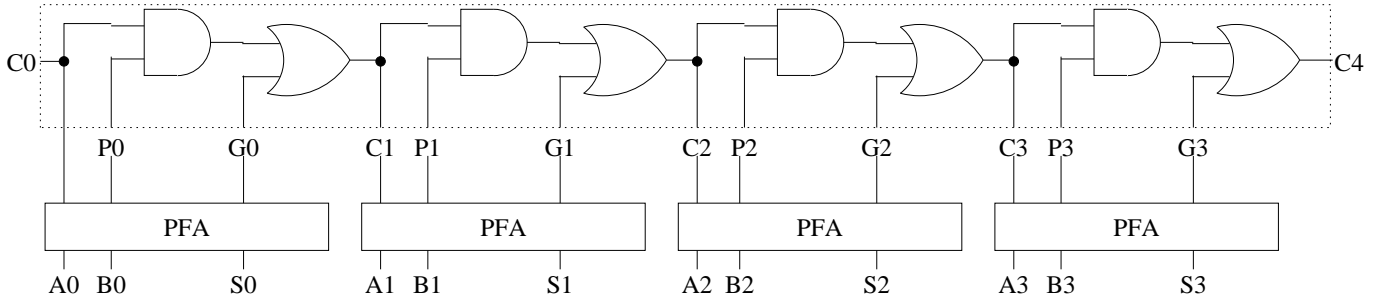 C0 C4
P0 G0 C1 P1 G1 C2 P2 G2 C3 P3 G3
PFA PFA PFA PFA
A0 B0 S0 A1 B1 S1 A2 B2 S2 A3 B3 S3